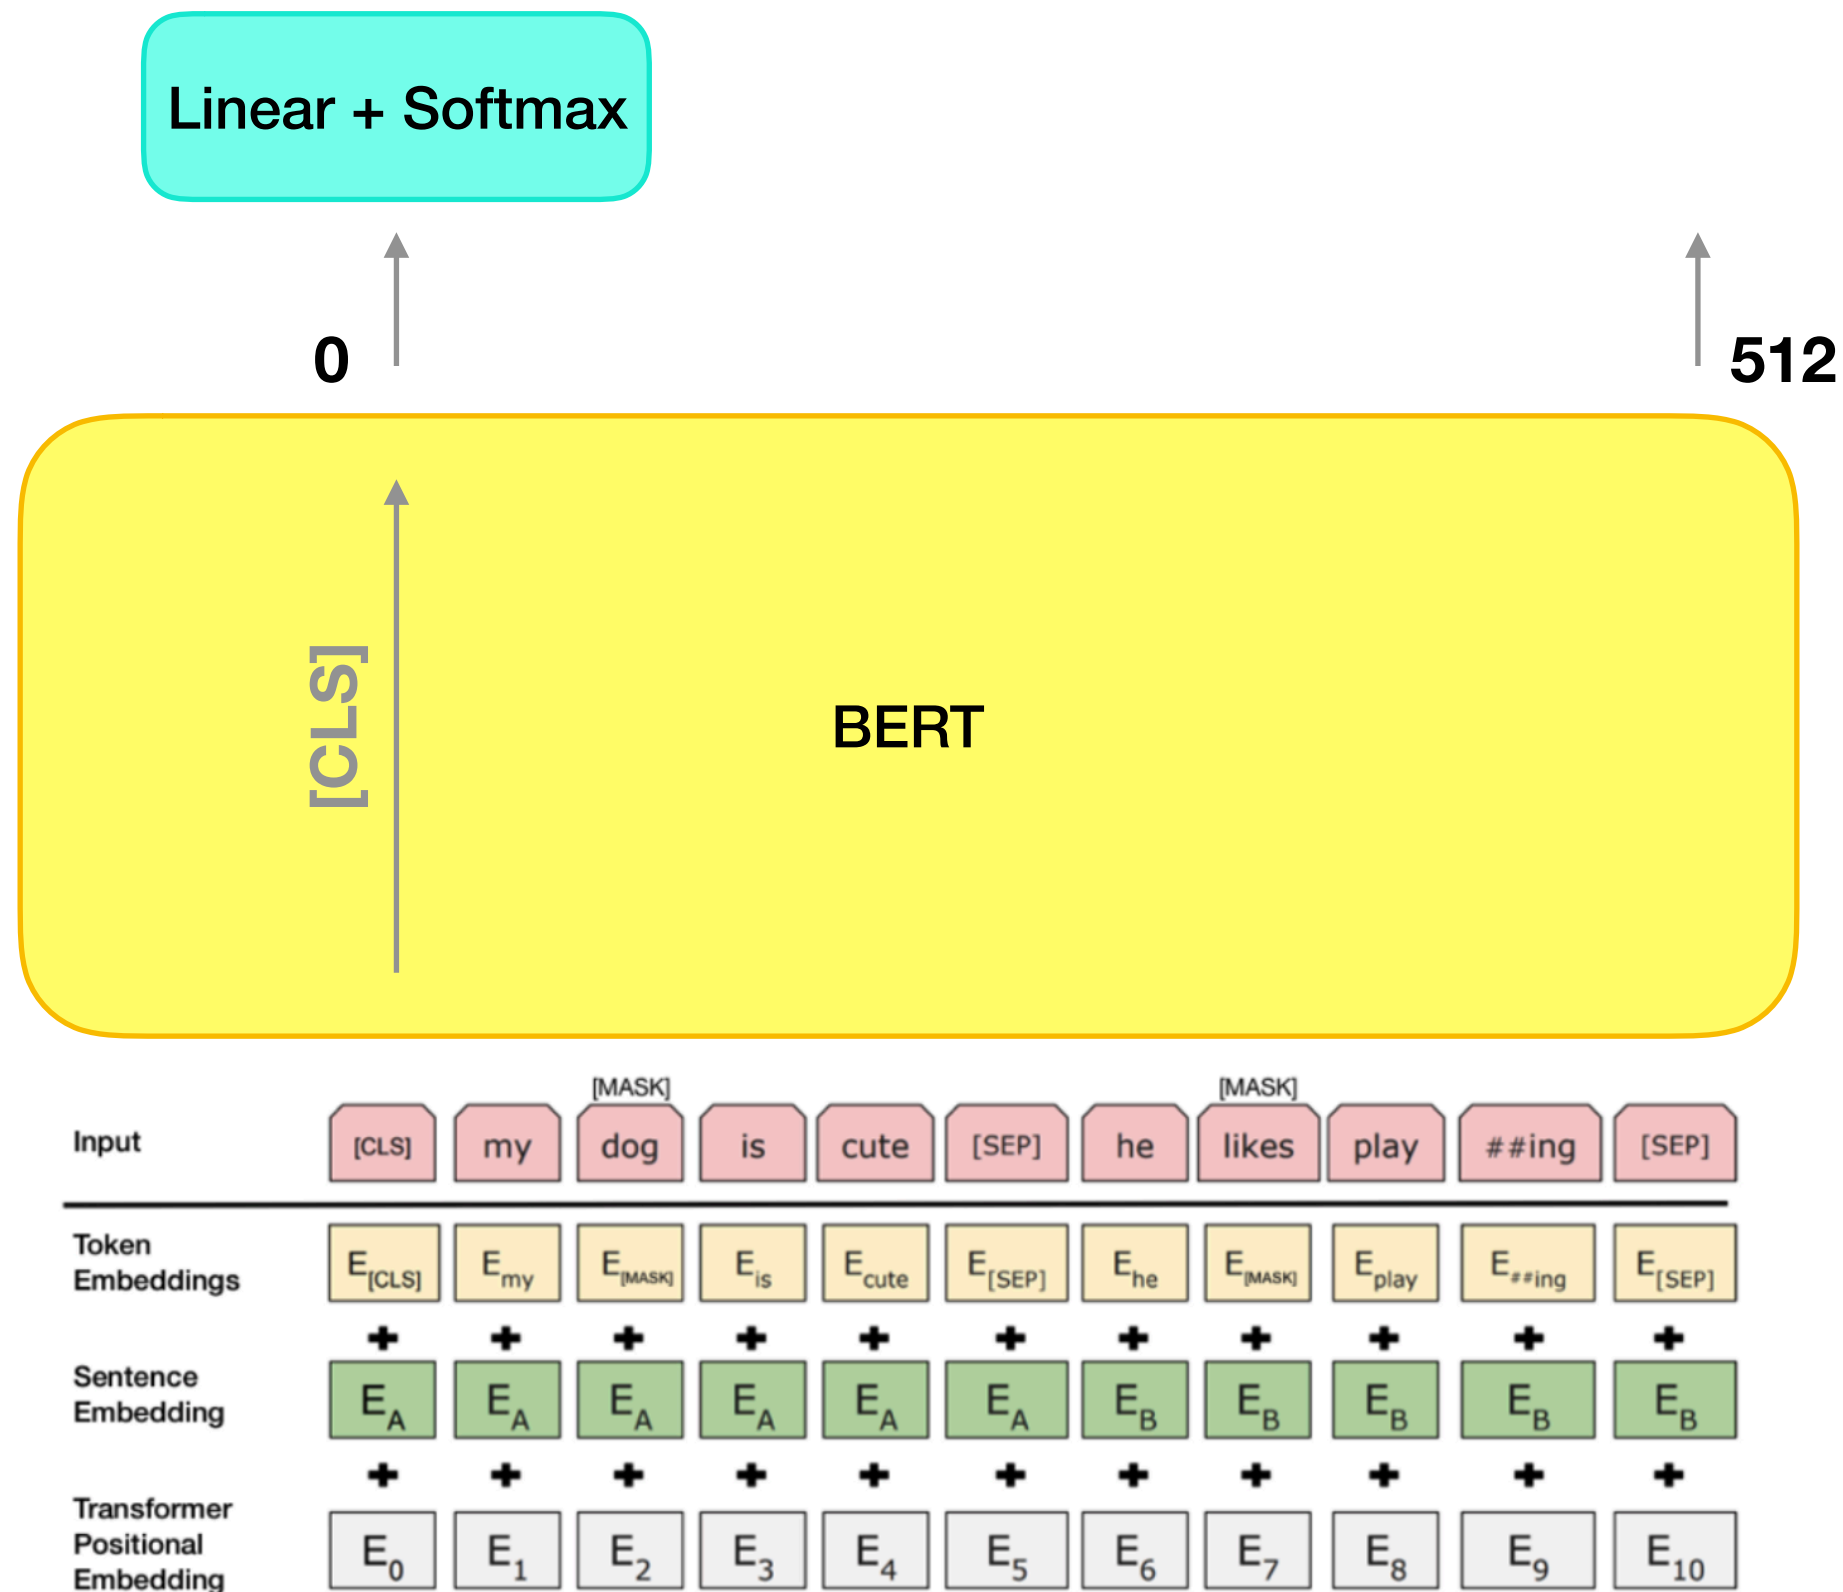 Linear + Softmax
0
512
[CLS]
BERT
[MASK] [MASK]
Input [CLS] my dog is cute [SEP] he likes play ##ing [SEP]
Token
Embeddings
E[CLS] Emy E[MASK] Eis Ecute E[SEP] Ehe E[MASK] Eplay E##ing E[SEP]
+ + + + + + + + + + +
Sentence
Embedding
EA EA EA EA EA EA EB EB EB EB EB
+ + + + + + + + + + +
Transformer
Positional
Embedding
E0 E1 E2 E3 E4 E5 E6 E7 E8 E9 E10